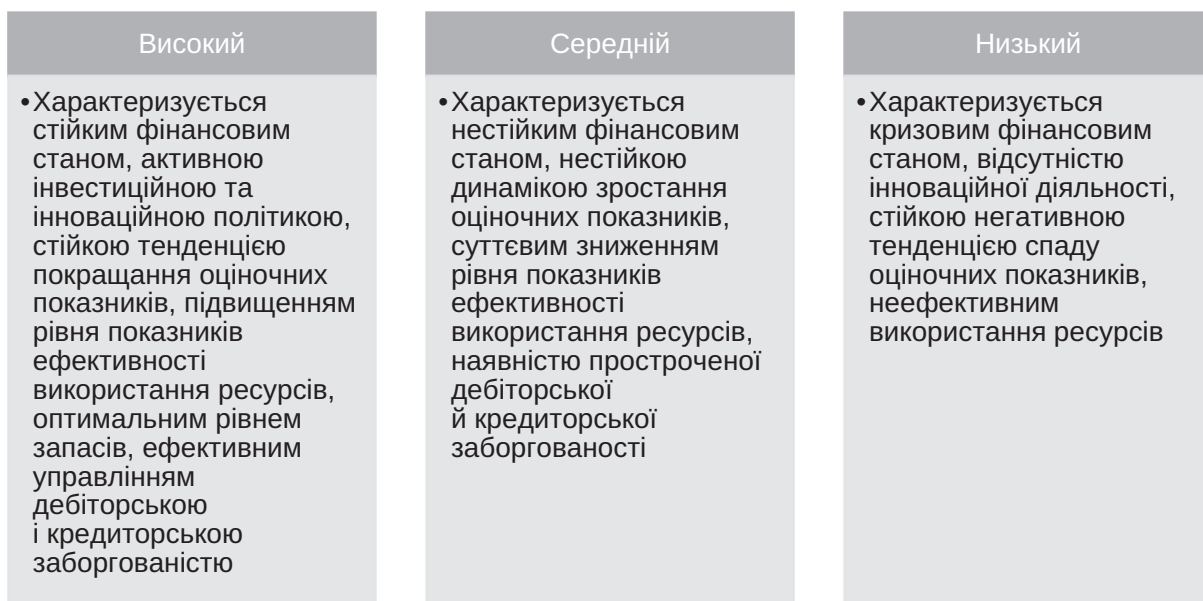 Високий
•Характеризується
стійким фінансовим
станом, активною
інвестиційною та
інноваційною політикою,
стійкою тенденцією
покращання оціночних
показників, підвищенням
рівня показників
ефективності
використання ресурсів,
оптимальним рівнем
запасів, ефективним
управлінням
дебіторською
і кредиторською
заборгованістю
Середній
•Характеризується
нестійким фінансовим
станом, нестійкою
динамікою зростання
оціночних показників,
суттєвим зниженням
рівня показників
ефективності
використання ресурсів,
наявністю простроченої
дебіторської
й кредиторської
заборгованості
Низький
•Характеризується
кризовим фінансовим
станом, відсутністю
інноваційної діяльності,
стійкою негативною
тенденцією спаду
оціночних показників,
неефективним
використання ресурсів